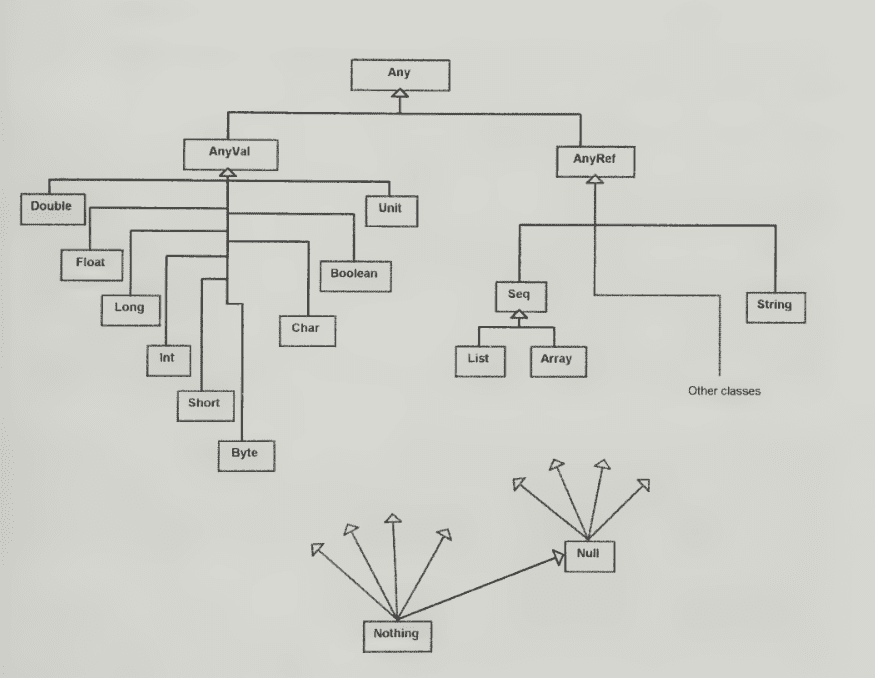 Any
AnyVal
AnyRef
Double
Unit
Float
Boolean
Seq
String
Long
Char
Int
List
Array
Short
Other classes
Byte
Null
Nothing